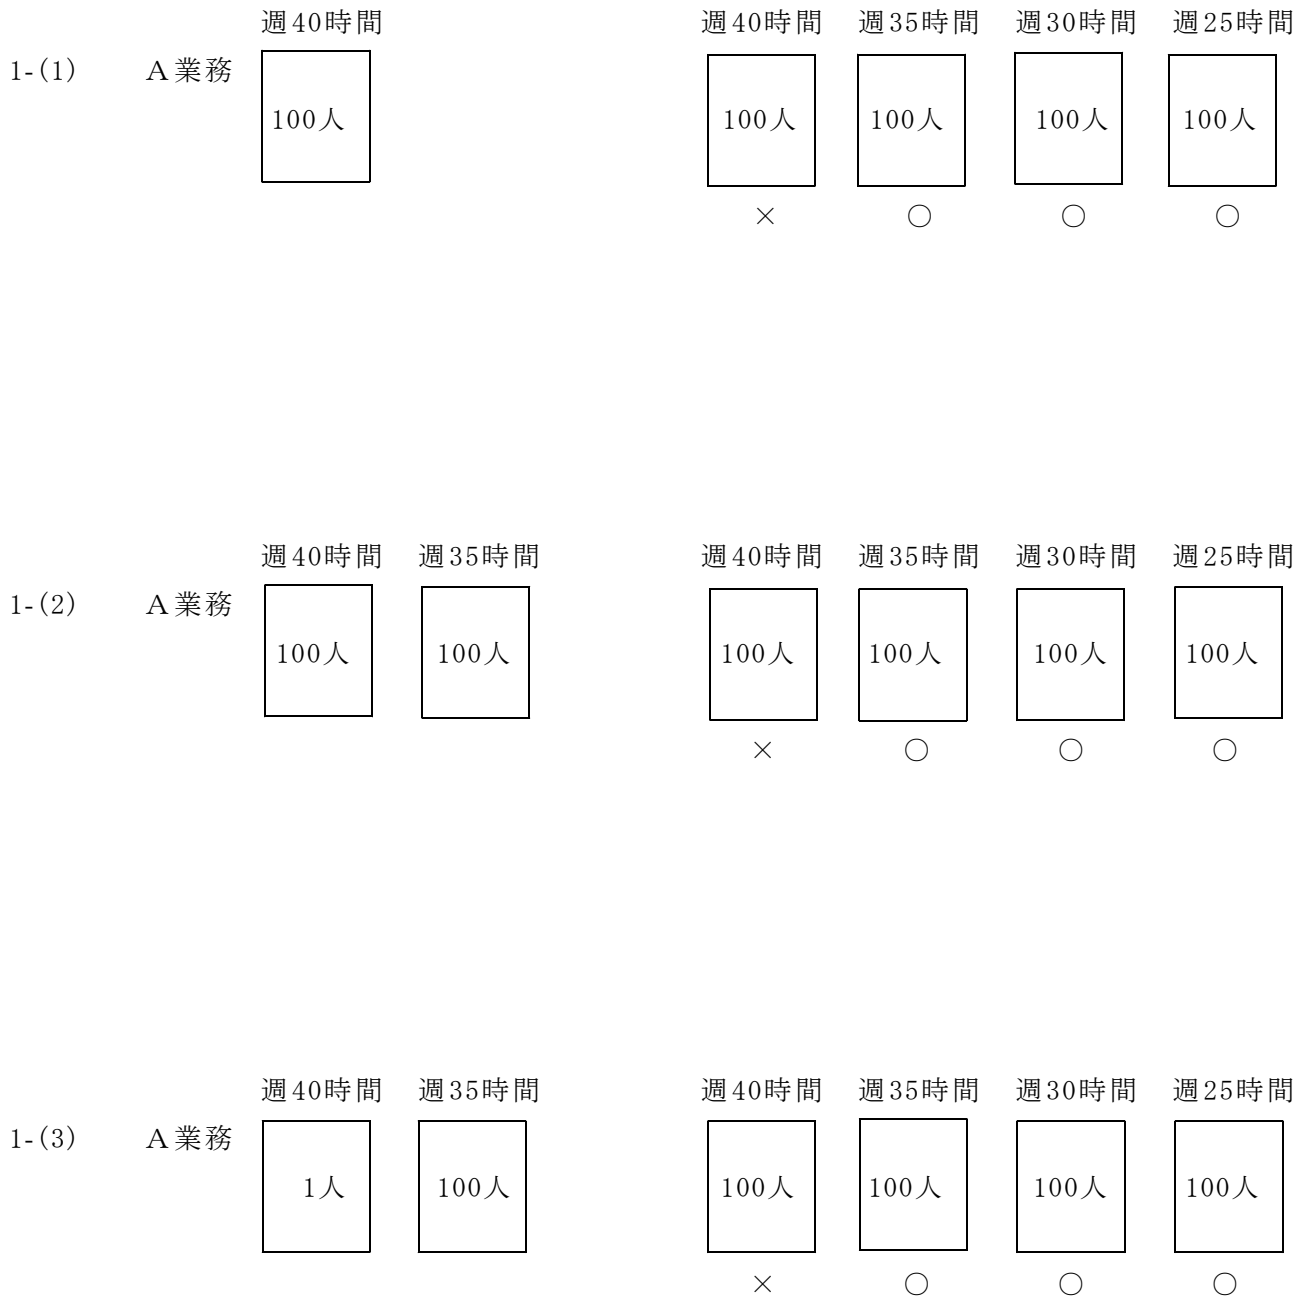 週40時間 週40時間 週35時間 週30時間 週25時間
1-(1) Ａ業務
100人 100人 100人 100人 100人
× ○ ○ ○
週40時間 週35時間 週40時間 週35時間 週30時間 週25時間
1-(2) Ａ業務
100人 100人 100人 100人 100人 100人
× ○ ○ ○
週40時間 週35時間 週40時間 週35時間 週30時間 週25時間
1-(3) Ａ業務
1人 100人 100人 100人 100人 100人
× ○ ○ ○